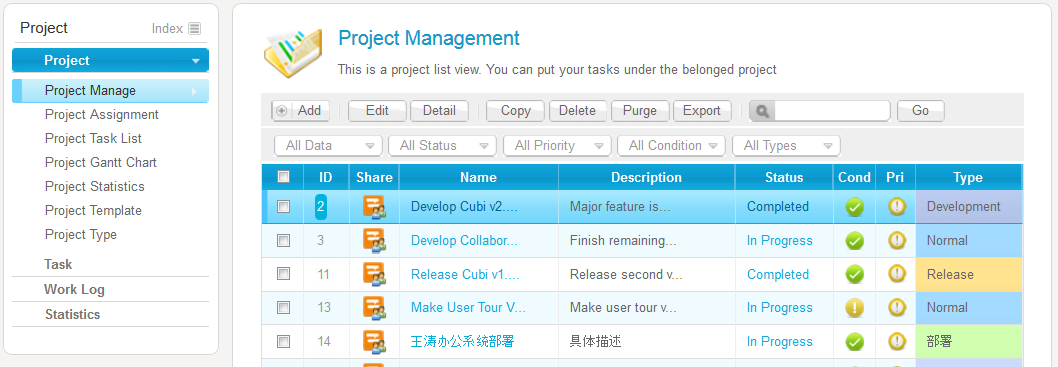 Project
Index
Project
Project Manage
Project Assignment
Project Task List
Project Gantt Chart
Project Statistics
Project Template
Project Type
Task
Work Log
Statistics
Project Management
This is a project list view. You can put your tasks under the belonged project
Add Edit Detail Copy Delete Purge Export Go
All Data All Status All Priority All Condition All Types
ID Share Name Description Status Cond Pri Type
2 Develop Cubi v2.... Major feature is... Completed Development
3 Develop Collabor... Finish remaining... In Progress Normal
11 Release Cubi v1.... Release second v... Completed Release
13 Make User Tour V... Make user tour v... In Progress Normal
14 王涛办公系统部署 具体描述 In Progress 部署